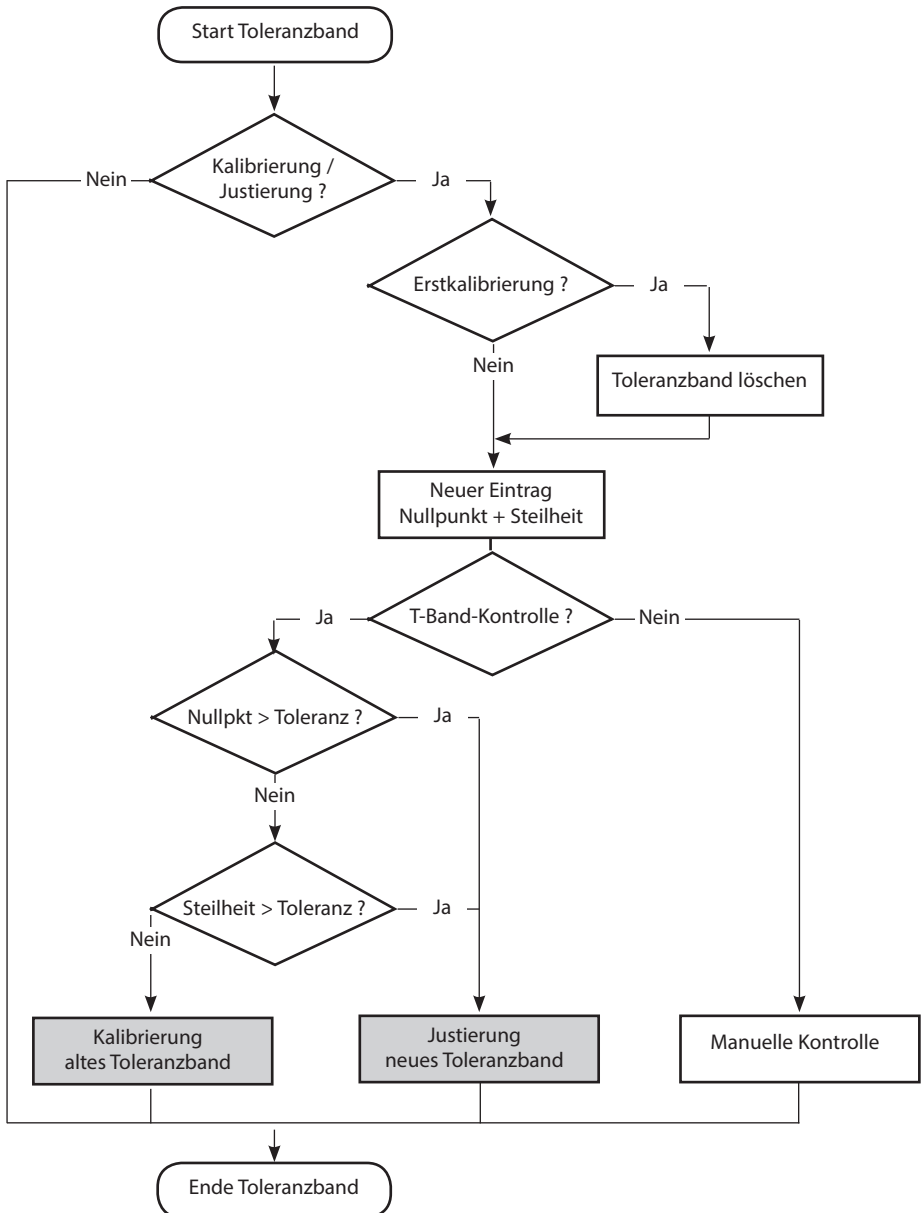 Start Toleranzband
Kalibrierung /
Justierung ?
Nein
Ja
Erstkalibrierung ?
Ja
Nein
Toleranzband löschen
Neuer Eintrag
Nullpunkt + Steilheit
T-Band-Kontrolle ?
Ja
Nein
Nullpkt > Toleranz ?
Ja
Nein
Steilheit > Toleranz ?
Ja
Nein
Kalibrierung
altes Toleranzband
Justierung
neues Toleranzband
Manuelle Kontrolle
Ende Toleranzband